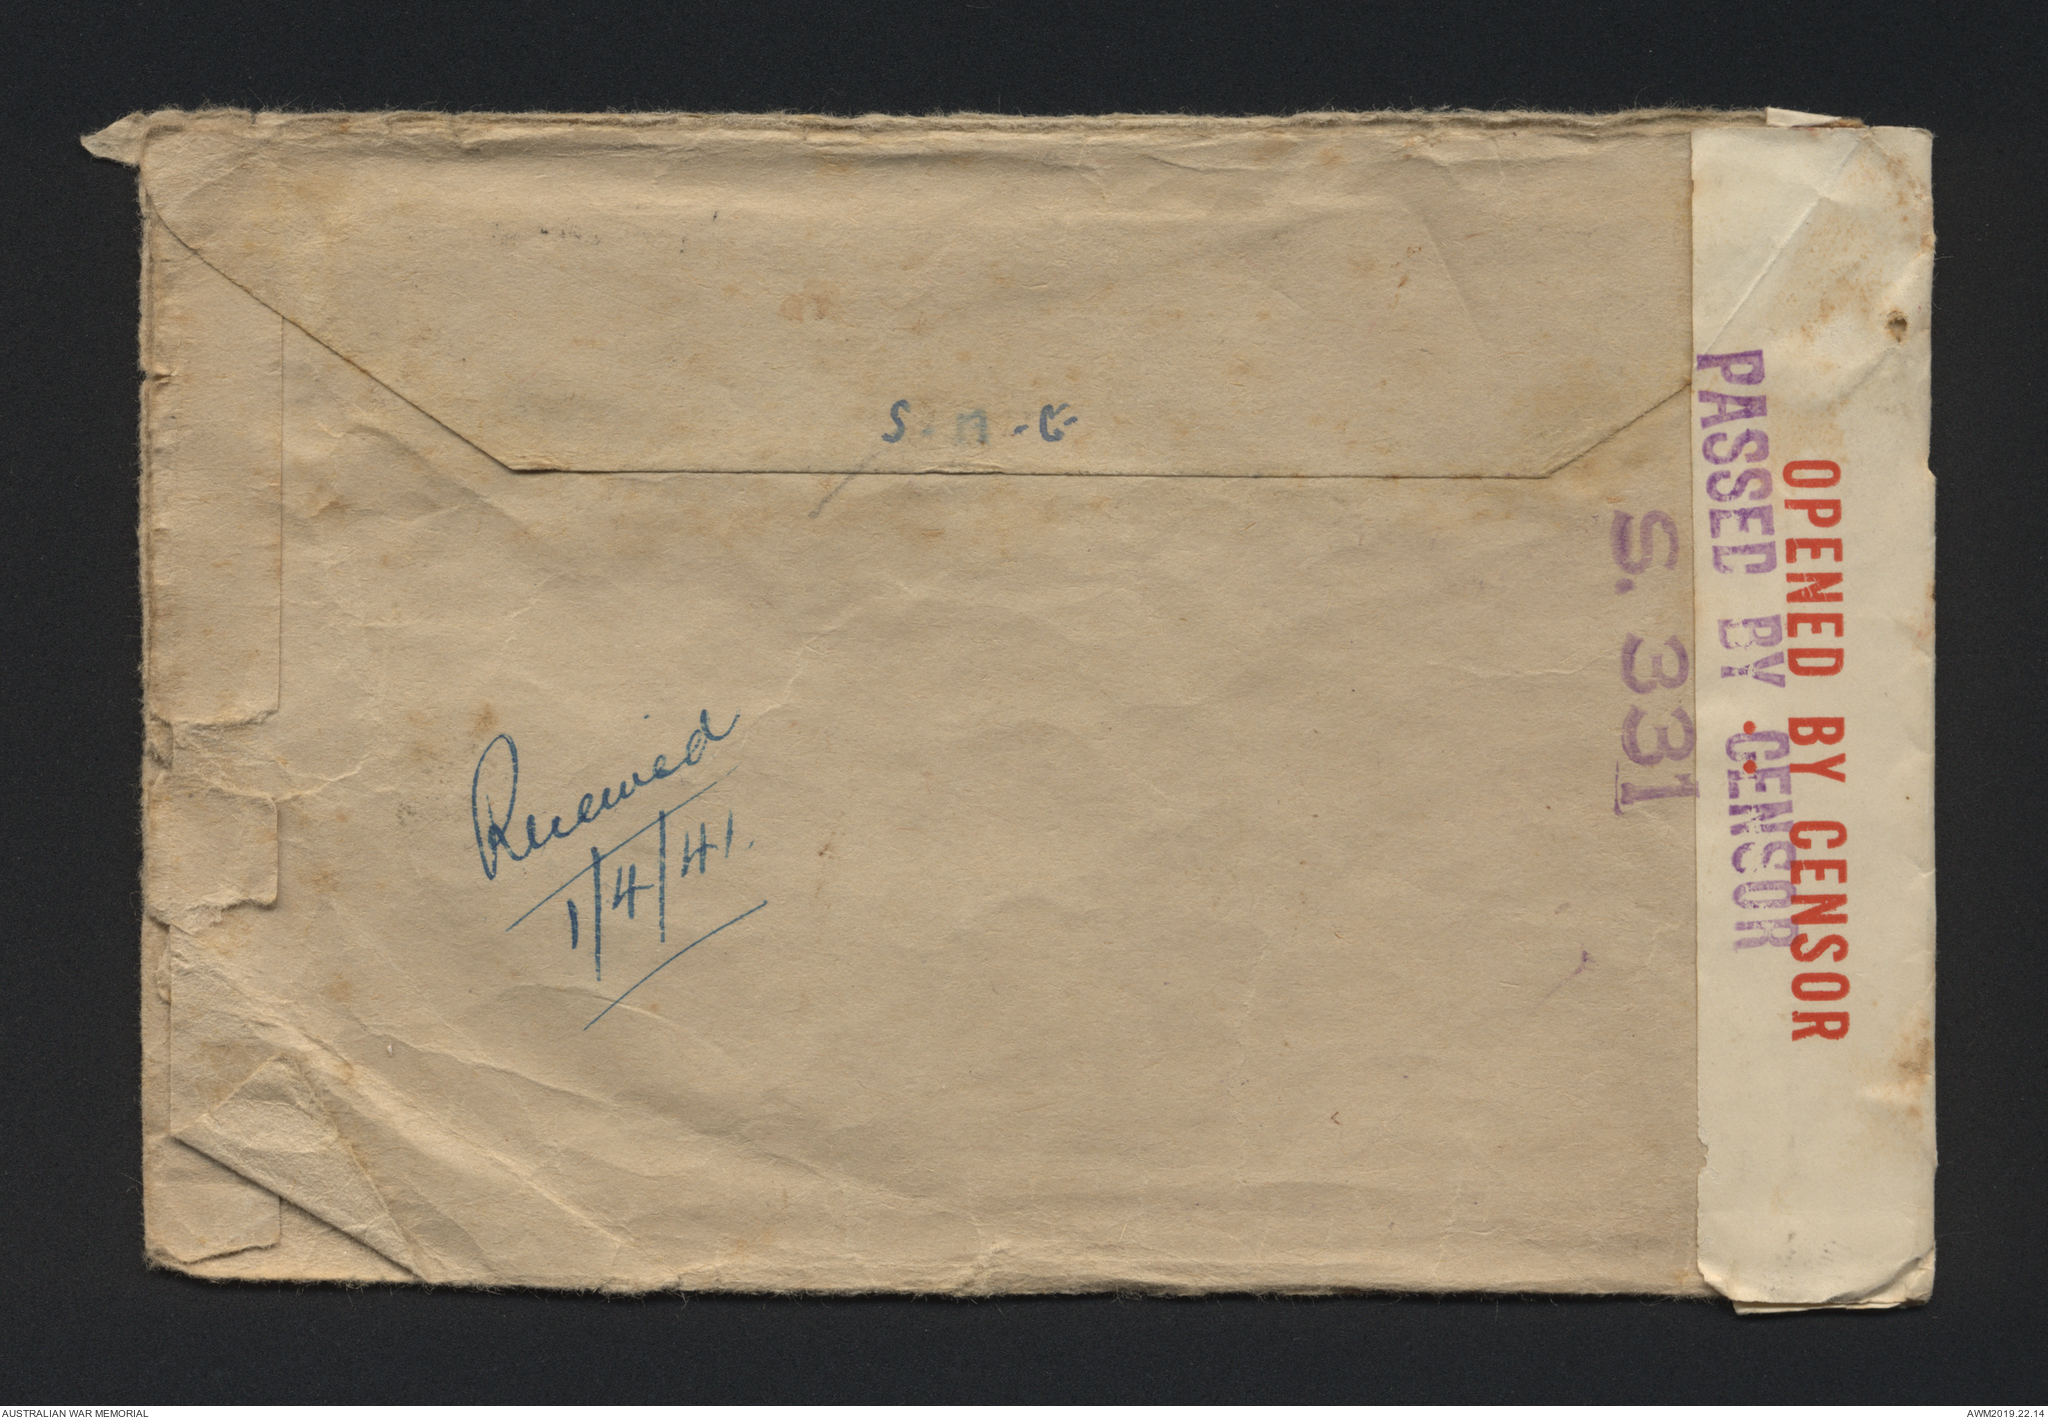 S. M. G.
Received
1/4/41.
S. 331
PASSED BY CENSOR
OPENED BY CENSOR
AUSTRALIAN WAR MEMORIAL
AWM2019.22.14